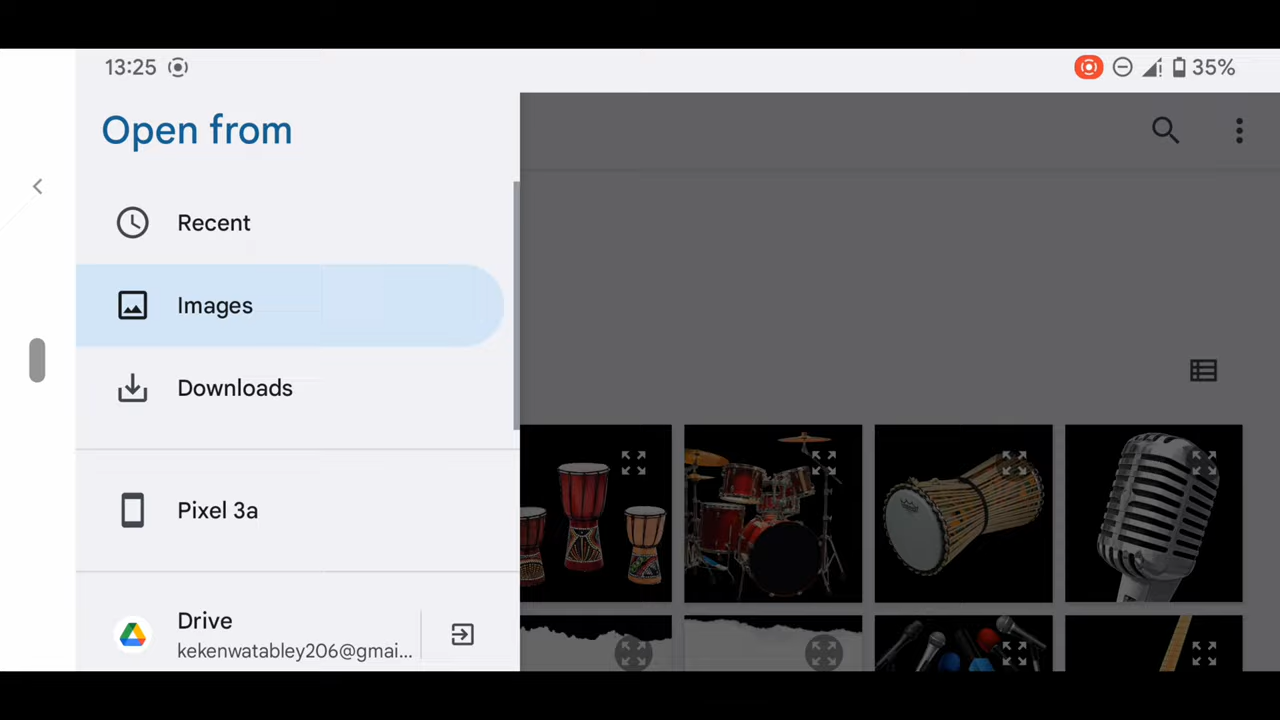 13:25
35%
Open from
Recent
Images
Downloads
Pixel 3a
Drive
kekenwatabley206@gmai...